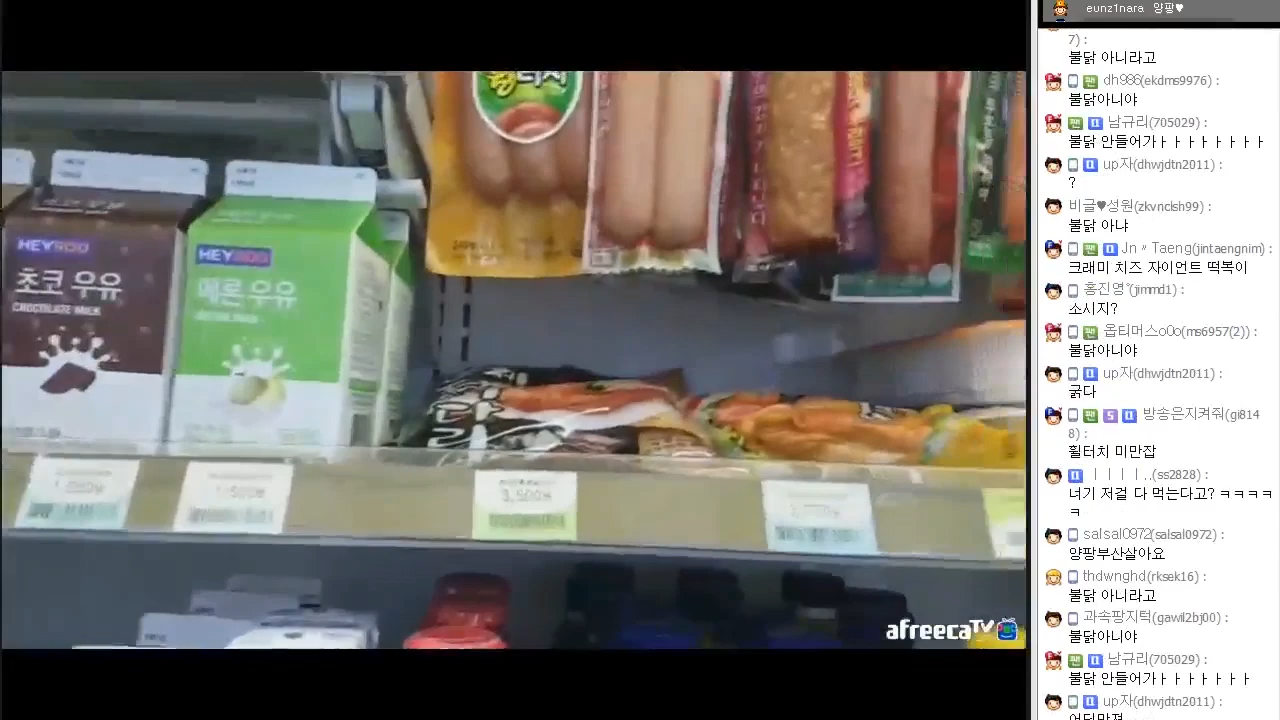 HEYROO
초코 우유
CHOCOLATE MILK
HEYROO
메론 우유
3,500
afreecaTV
eunz1nara 양팡♥
7) :
불닭 아니라고
dh986(ekdms9976) :
불닭아니야
팬 남규리(705029) :
불닭 안들어가ㅏㅏㅏㅏㅏㅏㅏㅏ
up자(dhwjdtn2011) :
?
비글♥성원(zkvnclsh99) :
불닭 아냐
팬 Jn〃Taeng(jintaengnim) :
크래미 치즈 자이언트 떡볶이
홍진영˚(jimmd1) :
소시지?
팬 옵티머스o0o(ms6957(2)) :
불닭아니야
up자(dhwjdtn2011) :
굵다
팬 S 방송은지켜줘(gi814
8) :
휠터치 미만잡
ㅣㅣㅣㅣ,,(ss2828) :
너기 저걸 다 먹는다고? ㅋㅋㅋㅋ
ㅋ
salsal0972(salsal0972) :
양팡부산살아요
thdwnghd(rksek16) :
불닭 아니라고
과속팡지턱(gawil2bj00) :
불닭아니야
팬 남규리(705029) :
불닭 안들어가ㅏㅏㅏㅏㅏㅏㅏ
up자(dhwjdtn2011) :